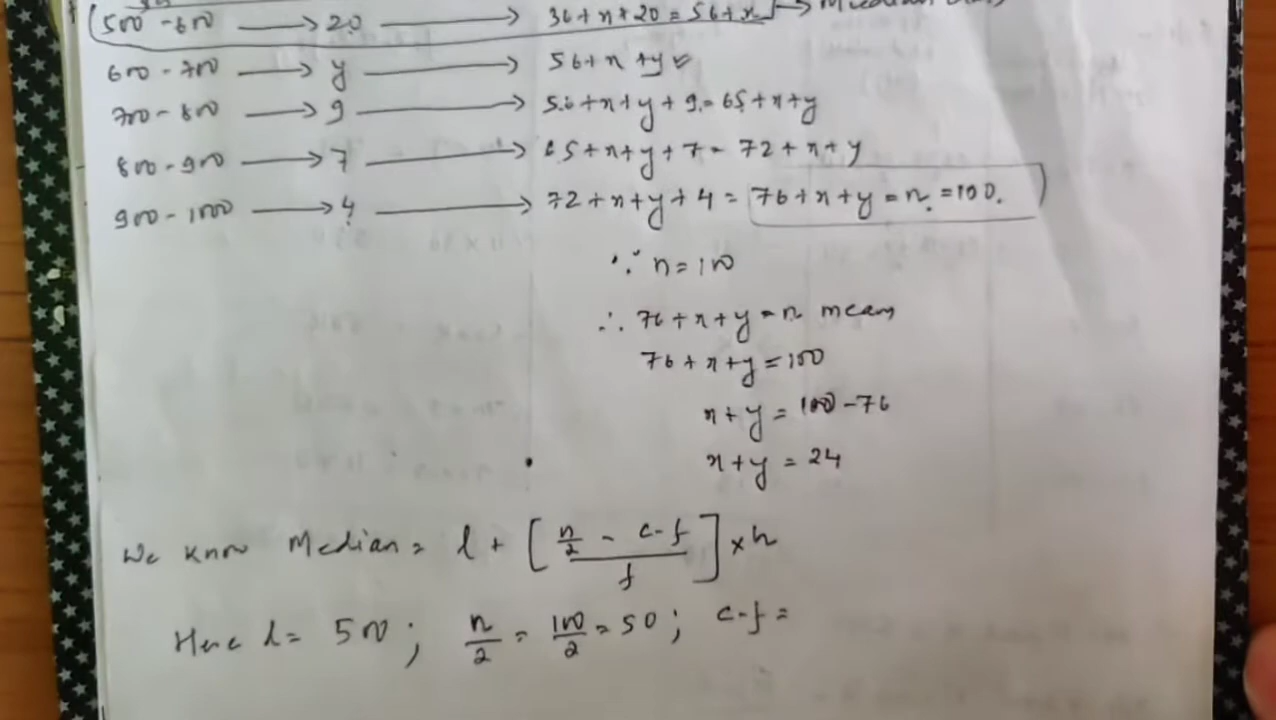 500 - 600 → 20 → 36 + x + 20 = 56 + x → Median
600 - 700 → y → 56 + x + y
700 - 800 → 9 → 56 + x + y + 9 = 65 + x + y
800 - 900 → 7 → 65 + x + y + 7 = 72 + x + y
900 - 1000 → 4 → 72 + x + y + 4 = 76 + x + y = n = 100.
∵ n = 100
∴ 76 + x + y = n mean
76 + x + y = 100
x + y = 100 - 76
x + y = 24
We know Median = l + [n/2 - c.f / f] × h
Here l = 500 ; n/2 = 100/2 = 50 ; c.f =